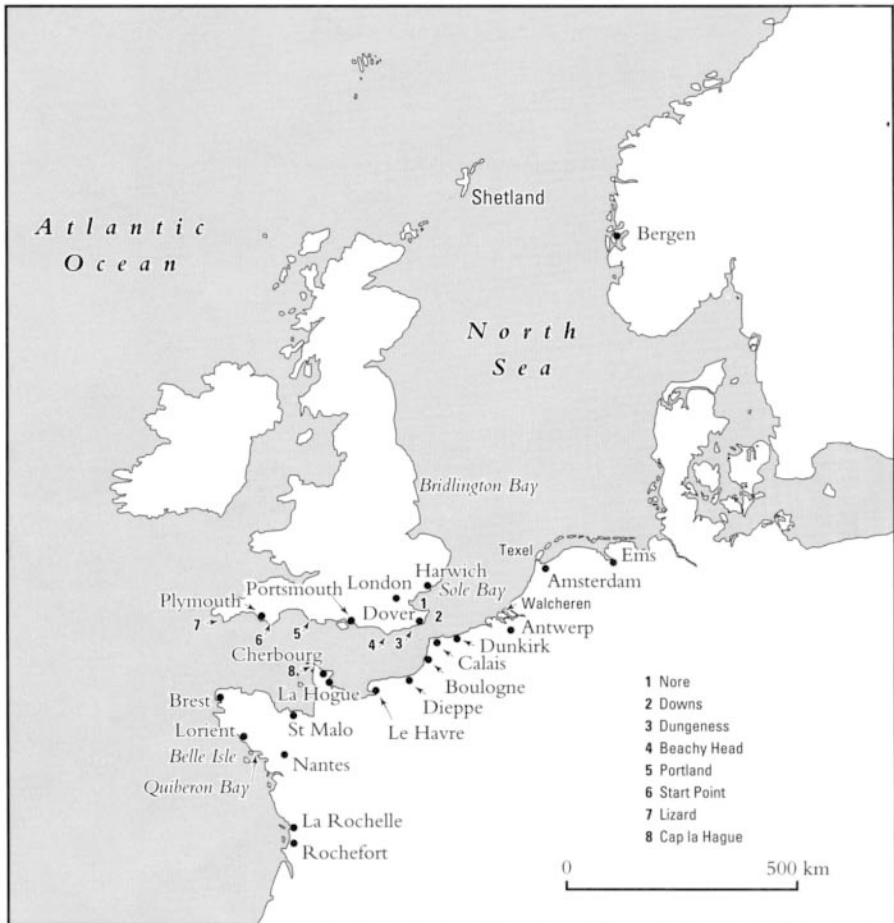 Shetland
Atlantic
Ocean
Bergen
North
Sea
Bridlington Bay
Texel
Ems
Harwich
London
Portsmouth
Sole Bay
Amsterdam
Plymouth
1
Walcheren
Dover
2
7
6
5
4
3
Antwerp
Dunkirk
Cherbourg
8
Calais
La Hogue
Boulogne
Brest
Dieppe
St Malo
Le Havre
Lorient
Belle Isle
Nantes
Quiberon Bay
La Rochelle
Rochefort
1 Nore
2 Downs
3 Dungeness
4 Beachy Head
5 Portland
6 Start Point
7 Lizard
8 Cap la Hague
0 500 km